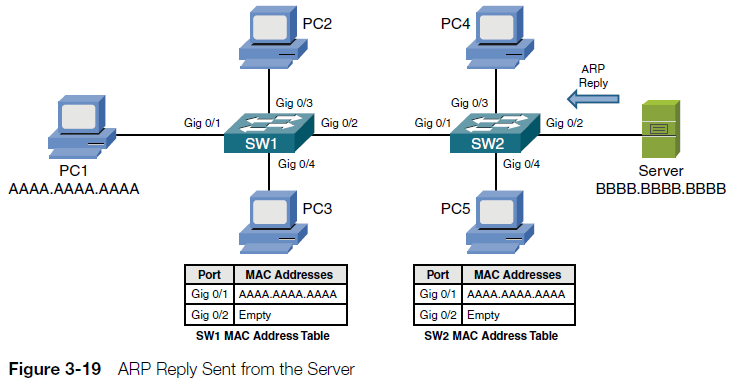 PC2
PC4
ARP
Reply
Gig 0/3
Gig 0/3
Gig 0/1
Gig 0/2
Gig 0/1
Gig 0/2
SW1
SW2
Gig 0/4
Gig 0/4
PC1
AAAA.AAAA.AAAA
Server
BBBB.BBBB.BBBB
PC3
PC5
Port MAC Addresses
Gig 0/1 AAAA.AAAA.AAAA
Gig 0/2 Empty
SW1 MAC Address Table
Port MAC Addresses
Gig 0/1 AAAA.AAAA.AAAA
Gig 0/2 Empty
SW2 MAC Address Table
Figure 3-19 ARP Reply Sent from the Server